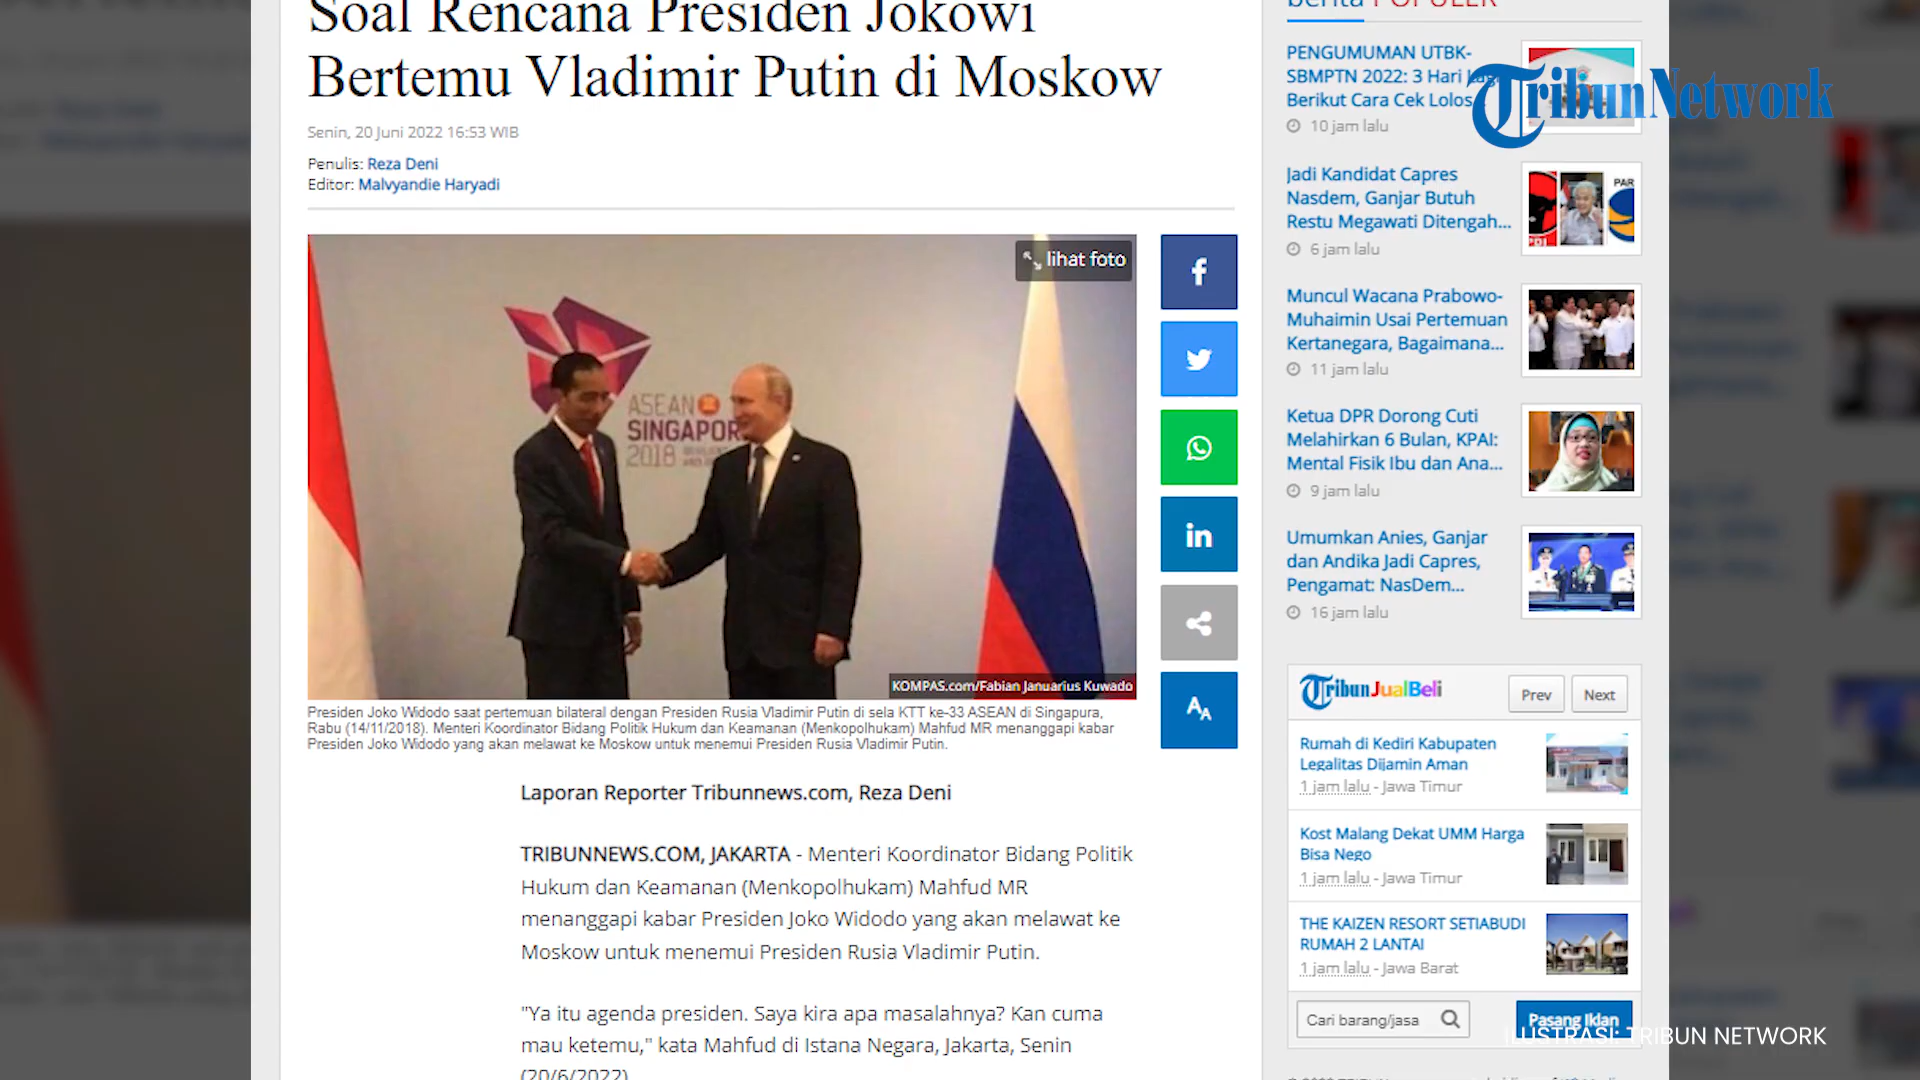 Soal Rencana Presiden Jokowi
Bertemu Vladimir Putin di Moskow
Senin, 20 Juni 2022 16:53 WIB
Penulis: Reza Deni
Editor: Malvyandie Haryadi
lihat foto
ASEAN
SINGAPOR
2018
KOMPAS.com/Fabian Januarius Kuwado
Presiden Joko Widodo saat pertemuan bilateral dengan Presiden Rusia Vladimir Putin di sela KTT ke-33 ASEAN di Singapura,
Rabu (14/11/2018). Menteri Koordinator Bidang Politik Hukum dan Keamanan (Menkopolhukam) Mahfud MR menanggapi kabar
Presiden Joko Widodo yang akan melawat ke Moskow untuk menemui Presiden Rusia Vladimir Putin.
Laporan Reporter Tribunnews.com, Reza Deni
TRIBUNNEWS.COM, JAKARTA - Menteri Koordinator Bidang Politik
Hukum dan Keamanan (Menkopolhukam) Mahfud MR
menanggapi kabar Presiden Joko Widodo yang akan melawat ke
Moskow untuk menemui Presiden Rusia Vladimir Putin.
"Ya itu agenda presiden. Saya kira apa masalahnya? Kan cuma
mau ketemu," kata Mahfud di Istana Negara, Jakarta, Senin
(20/6/2022)
berita POPULER
PENGUMUMAN UTBK-
SBMPTN 2022: 3 Hari Lagi
Berikut Cara Cek Lolos...
10 jam lalu
Tribun Network
Jadi Kandidat Capres
Nasdem, Ganjar Butuh
Restu Megawati Ditengah...
6 jam lalu
PDI
PAR
Muncul Wacana Prabowo-
Muhaimin Usai Pertemuan
Kertanegara, Bagaimana...
11 jam lalu
Ketua DPR Dorong Cuti
Melahirkan 6 Bulan, KPAI:
Mental Fisik Ibu dan Ana...
9 jam lalu
Umumkan Anies, Ganjar
dan Andika Jadi Capres,
Pengamat: NasDem...
16 jam lalu
TribunJualBeli
Prev
Next
Rumah di Kediri Kabupaten
Legalitas Dijamin Aman
1 jam lalu - Jawa Timur
Kost Malang Dekat UMM Harga
Bisa Nego
1 jam lalu - Jawa Timur
THE KAIZEN RESORT SETIABUDI
RUMAH 2 LANTAI
1 jam lalu - Jawa Barat
Cari barang/jasa
Pasang Iklan
ILUSTRASI: TRIBUN NETWORK